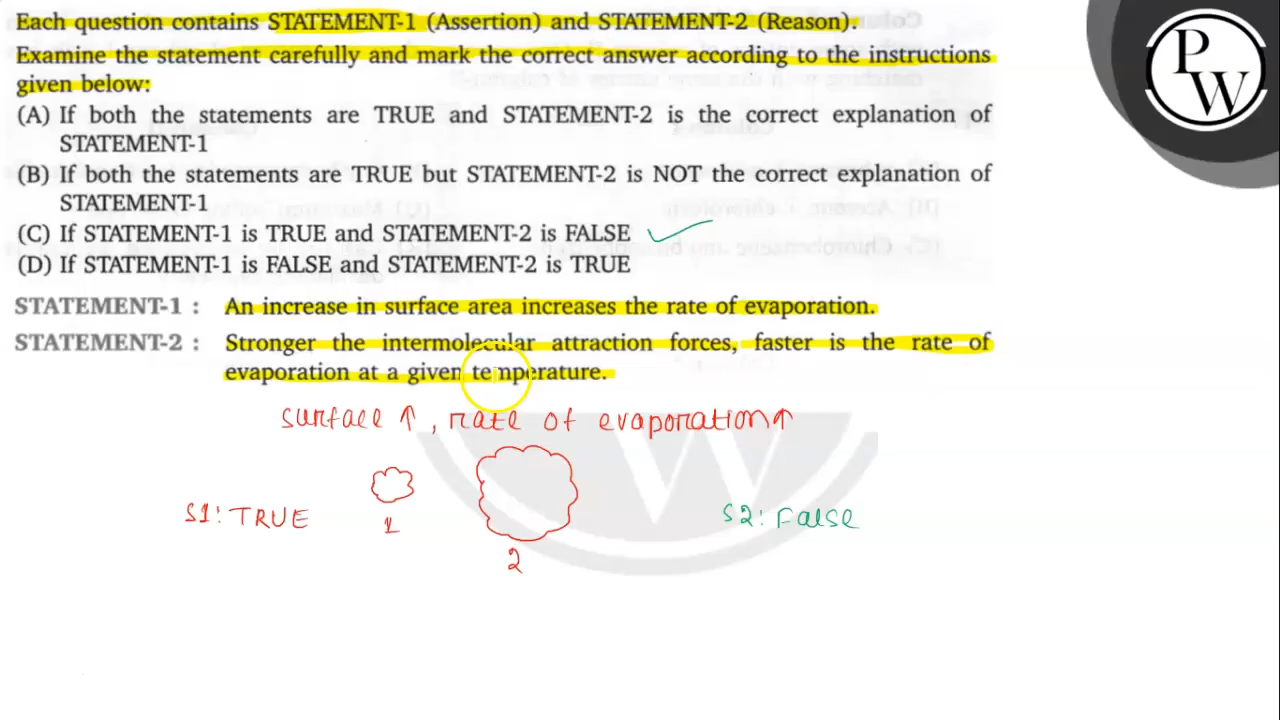 Each question contains STATEMENT-1 (Assertion) and STATEMENT-2 (Reason).
Examine the statement carefully and mark the correct answer according to the instructions
given below:
(A) If both the statements are TRUE and STATEMENT-2 is the correct explanation of
STATEMENT-1
(B) If both the statements are TRUE but STATEMENT-2 is NOT the correct explanation of
STATEMENT-1
(C) If STATEMENT-1 is TRUE and STATEMENT-2 is FALSE
(D) If STATEMENT-1 is FALSE and STATEMENT-2 is TRUE
STATEMENT-1 : An increase in surface area increases the rate of evaporation.
STATEMENT-2 : Stronger the intermolecular attraction forces, faster is the rate of
evaporation at a given temperature.
surface ↑ , rate of evaporation ↑
S1: TRUE
1
2
S2: False
P
W